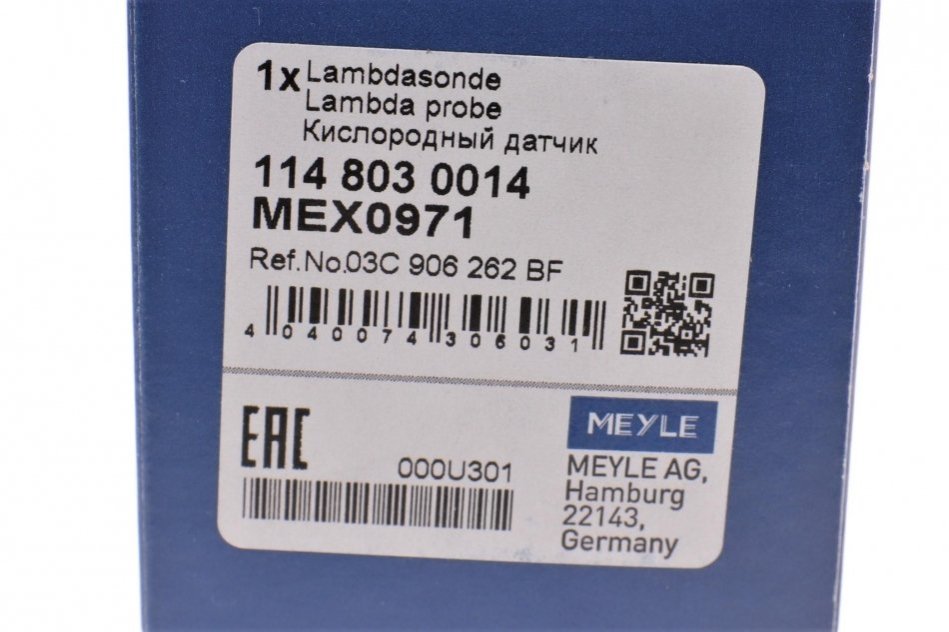 1x Lambdasonde
Lambda probe
Кислородный датчик
114 803 0014
MEX0971
Ref.No.03C 906 262 BF
4 040074 306031
EAC
000U301
MEYLE
MEYLE AG,
Hamburg
22143,
Germany